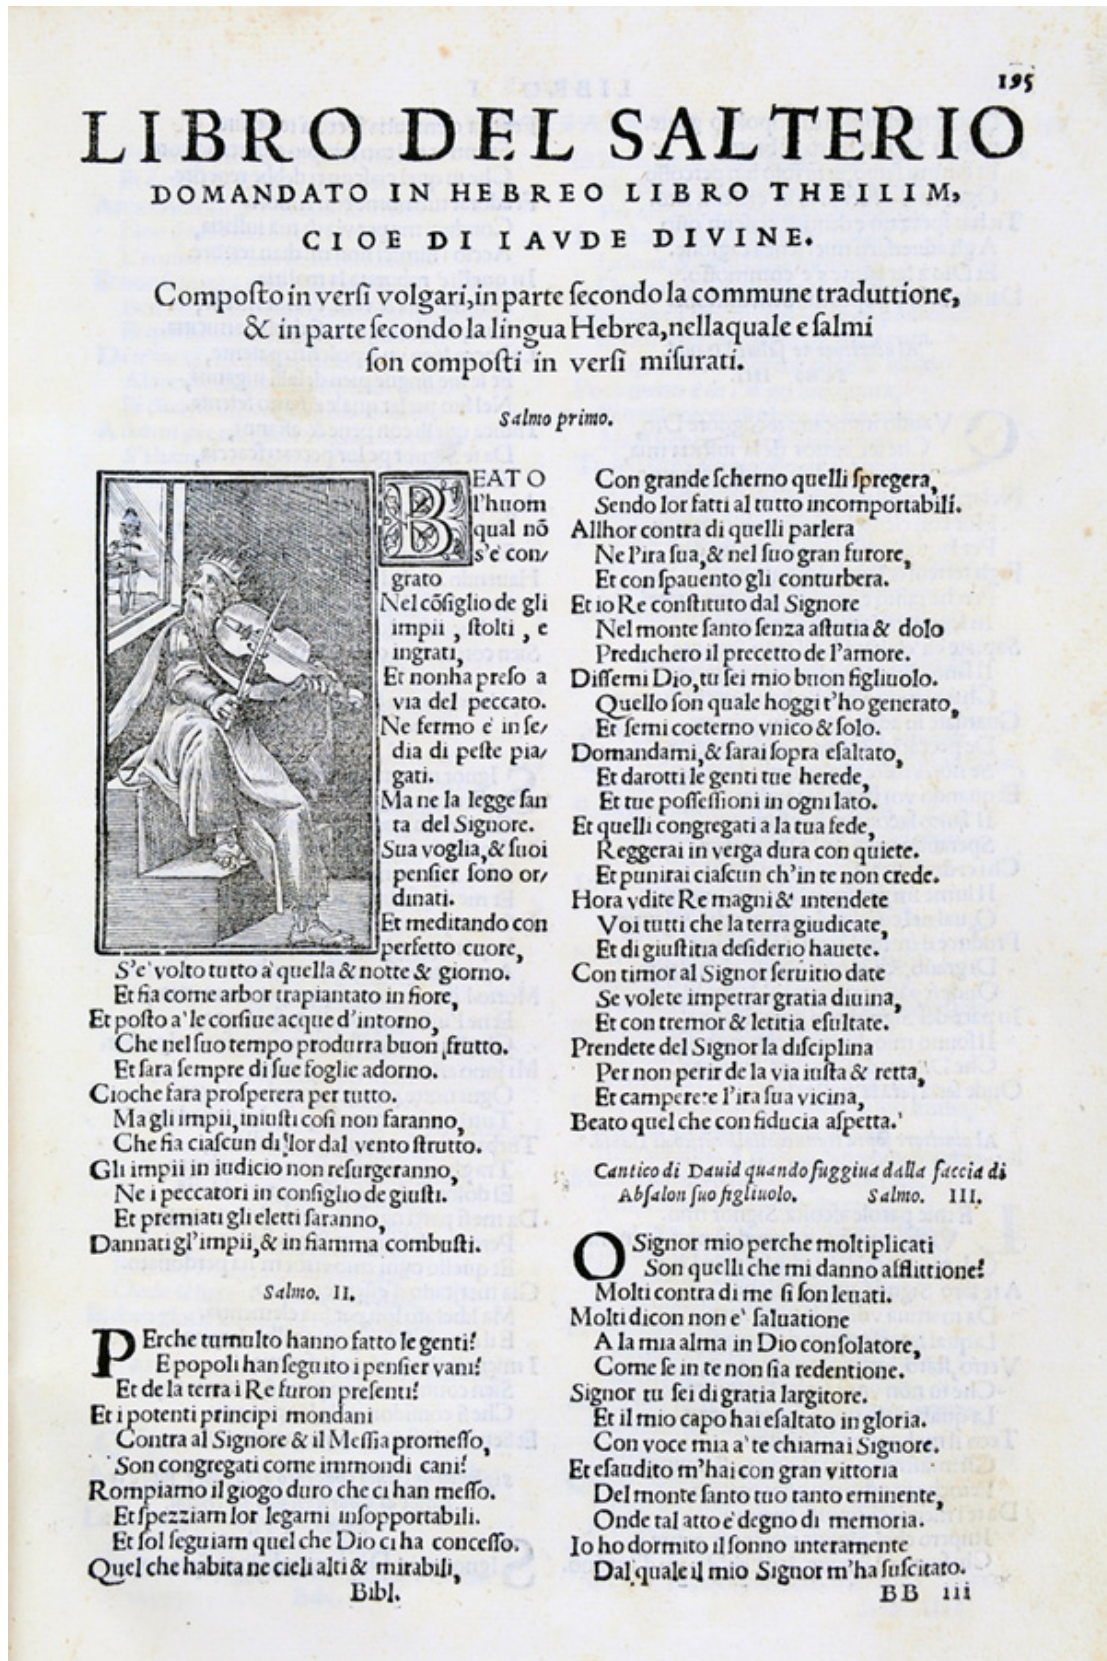 195
LIBRO DEL SALTERIO
DOMANDATO IN HEBREO LIBRO THEILIM,
CIOE DI LAVDE DIVINE.
Compoſto in verſi volgari, in parte ſecondo la commune traduttione,
& in parte ſecondo la lingua Hebrea, nellaquale e ſalmi
ſon compoſti in verſi miſurati.
Salmo primo.
BEATO
l'huom
qual nō
s'e' con/
grato
Nel cōſiglio de gli
impii, ſtolti, e
ingrati,
Et non ha preſo a
via del peccato.
Ne fermo e' in ſe/
dia di peſte pia/
gati.
Ma ne la legge ſan
ta del Signore.
Sua voglia, & ſuoi
penſier ſono or/
dinati.
Et meditando con
perfetto cuore,
S'e' volto tutto a' quella & notte & giorno.
Et fia come arbor trapiantato in fiore,
Et poſto a' le corſiue acque d'intorno,
Che nel ſuo tempo produrra buon frutto.
Et ſara ſempre di ſue foglie adorno.
Cioche fara proſperera per tutto.
Ma gli impii, iniuſti coſi non faranno,
Che fia ciaſcun di lor dal vento ſtrutto.
Gli impii in iudicio non reſurgeranno,
Ne i peccatori in conſiglio de giuſti.
Et premiati gli eletti ſaranno,
Dannati gl'impii, & in fiamma combuſti.
Salmo. II.
PErche tumulto hanno fatto le genti?
E popoli han ſeguito i penſier vani?
Et de la terra i Re furon preſenti?
Et i potenti principi mondani
Contra al Signore & il Meſſia promeſſo,
Son congregati come immondi cani?
Rompiamo il giogo duro che ci han meſſo.
Et ſpezziam lor legami inſopportabili.
Et ſol ſeguiam quel che Dio ci ha conceſſo.
Quel che habita ne cieli alti & mirabili,
Bibl.
Con grande ſcherno quelli ſpregera,
Sendo lor fatti al tutto incomportabili.
Allhor contra di quelli parlera
Ne l'ira ſua, & nel ſuo gran furore,
Et con ſpauento gli conturbera.
Et io Re conſtituto dal Signore
Nel monte ſanto ſenza aſtutia & dolo
Predichero il precetto de l'amore.
Diſſemi Dio, tu ſei mio buon figliuolo.
Quello ſon quale hoggi t'ho generato,
Et ſemi coeterno vnico & ſolo.
Domandami, & ſarai ſopra eſaltato,
Et darotti le genti tue herede,
Et tue poſſeſſioni in ogni lato.
Et quelli congregati a la tua ſede,
Reggerai in verga dura con quiete.
Et punirai ciaſcun ch'in te non crede.
Hora vdite Re magni & intendete
Voi tutti che la terra giudicate,
Et di giuſtitia deſiderio hauete.
Con timor al Signor ſeruitio date
Se volete impetrar gratia diuina,
Et con tremor & letitia eſultate.
Prendete del Signor la diſciplina
Per non perir de la via iuſta & retta,
Et camperete l'ira ſua vicina,
Beato quel che con fiducia aſpetta.
Cantico di Dauid quando fuggiua dalla faccia di
Abſalon ſuo figliuolo. Salmo. III.
O Signor mio perche moltiplicati
Son quelli che mi danno afflittione?
Molti contra di me ſi ſon leuati.
Molti dicon non e' ſaluatione
A la mia alma in Dio conſolatore,
Come ſe in te non ſia redentione.
Signor tu ſei di gratia largitore.
Et il mio capo hai eſaltato in gloria.
Con voce mia a' te chiamai Signore.
Et eſaudito m'hai con gran vittoria
Del monte ſanto tuo tanto eminente,
Onde tal atto e' degno di memoria.
Io ho dormito il ſonno interamente
Dal quale il mio Signor m'ha ſuſcitato.
BB iii